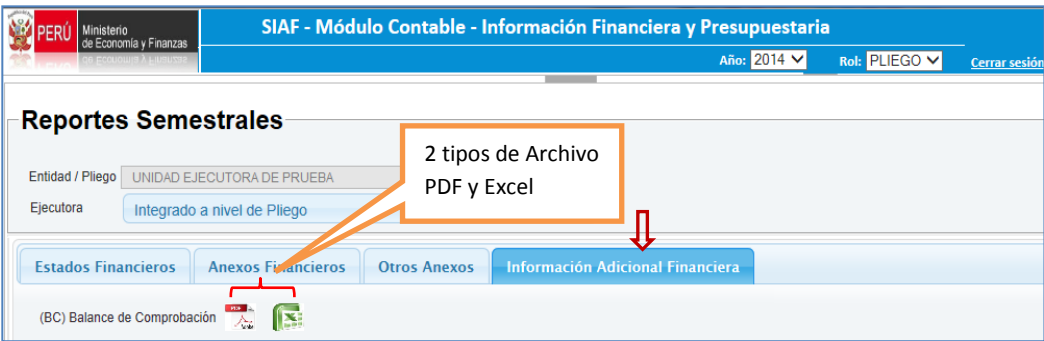 PERÚ
Ministerio
de Economía y Finanzas
SIAF - Módulo Contable - Información Financiera y Presupuestaria
Año: 2014
Rol: PLIEGO
Cerrar sesión
Reportes Semestrales
2 tipos de Archivo
PDF y Excel
Entidad / Pliego UNIDAD EJECUTORA DE PRUEBA
Ejecutora Integrado a nivel de Pliego
Estados Financieros Anexos Financieros Otros Anexos Información Adicional Financiera
(BC) Balance de Comprobación